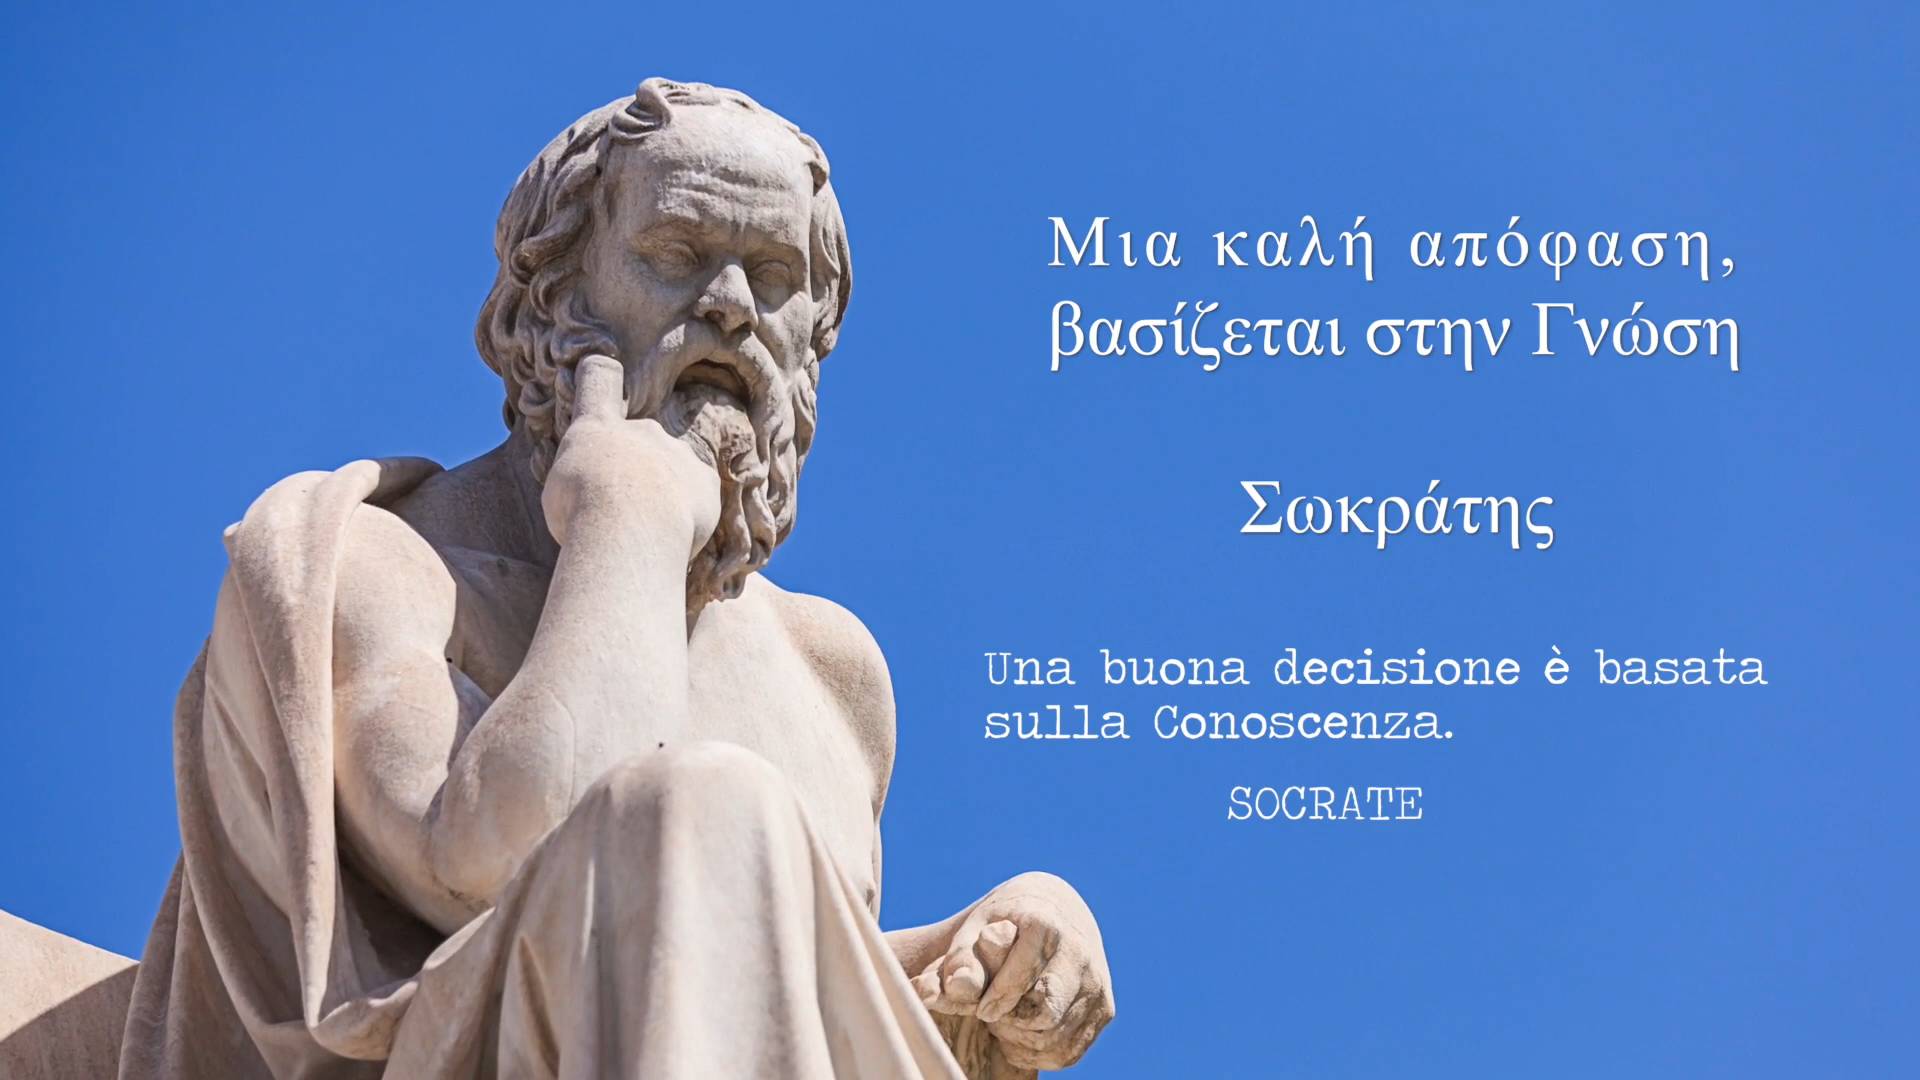 Μια καλή απόφαση,
βασίζεται στην Γνώση
Σωκράτης
Una buona decisione è basata
sulla Conoscenza.
SOCRATE